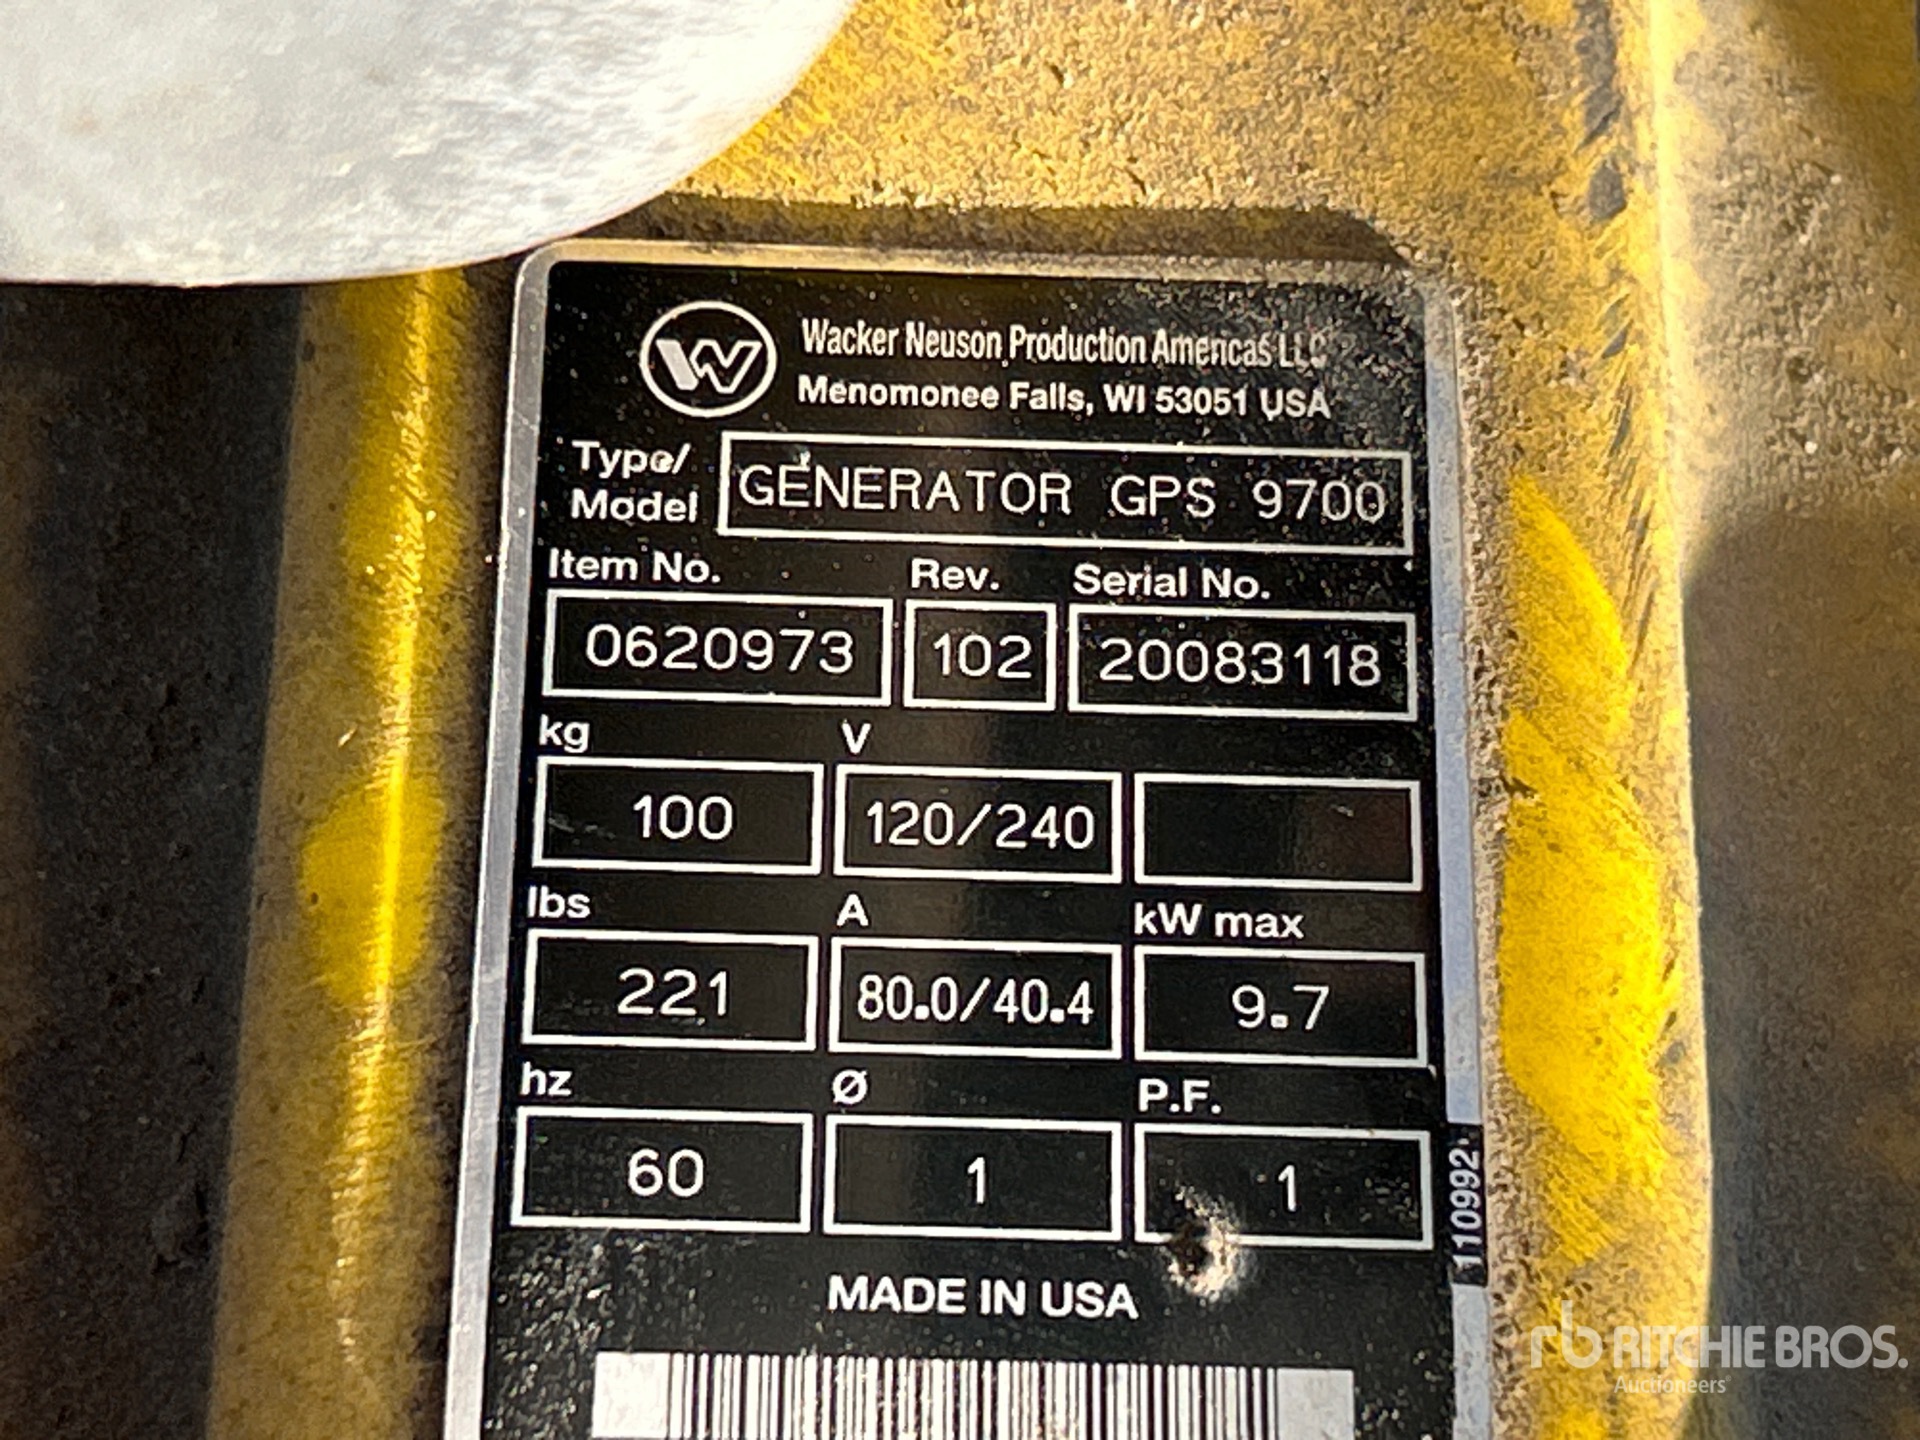 Wacker Neuson Production Americas LLC
Menomonee Falls, WI 53051 USA
Type/
Model
GENERATOR GPS 9700
Item No. Rev. Serial No.
0620973 102 20083118
kg V
100 120/240
lbs A kW max
221 80.0/40.4 9.7
hz Ø P.F.
60 1 1
110992
MADE IN USA
rb RITCHIE BROS.
Auctioneers